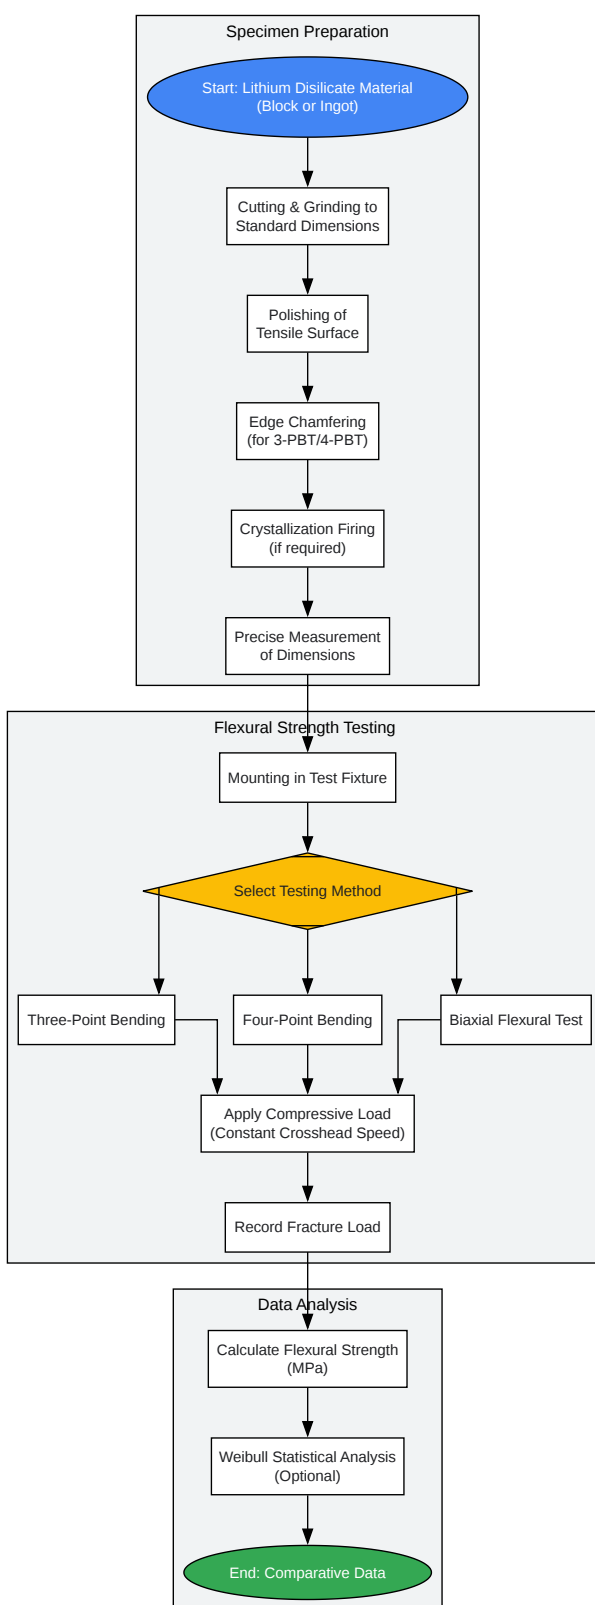 Specimen Preparation
Start: Lithium Disilicate Material
(Block or Ingot)
Cutting & Grinding to
Standard Dimensions
Polishing of
Tensile Surface
Edge Chamfering
(for 3-PBT/4-PBT)
Crystallization Firing
(if required)
Precise Measurement
of Dimensions
Flexural Strength Testing
Mounting in Test Fixture
Select Testing Method
Three-Point Bending
Four-Point Bending
Biaxial Flexural Test
Apply Compressive Load
(Constant Crosshead Speed)
Record Fracture Load
Data Analysis
Calculate Flexural Strength
(MPa)
Weibull Statistical Analysis
(Optional)
End: Comparative Data